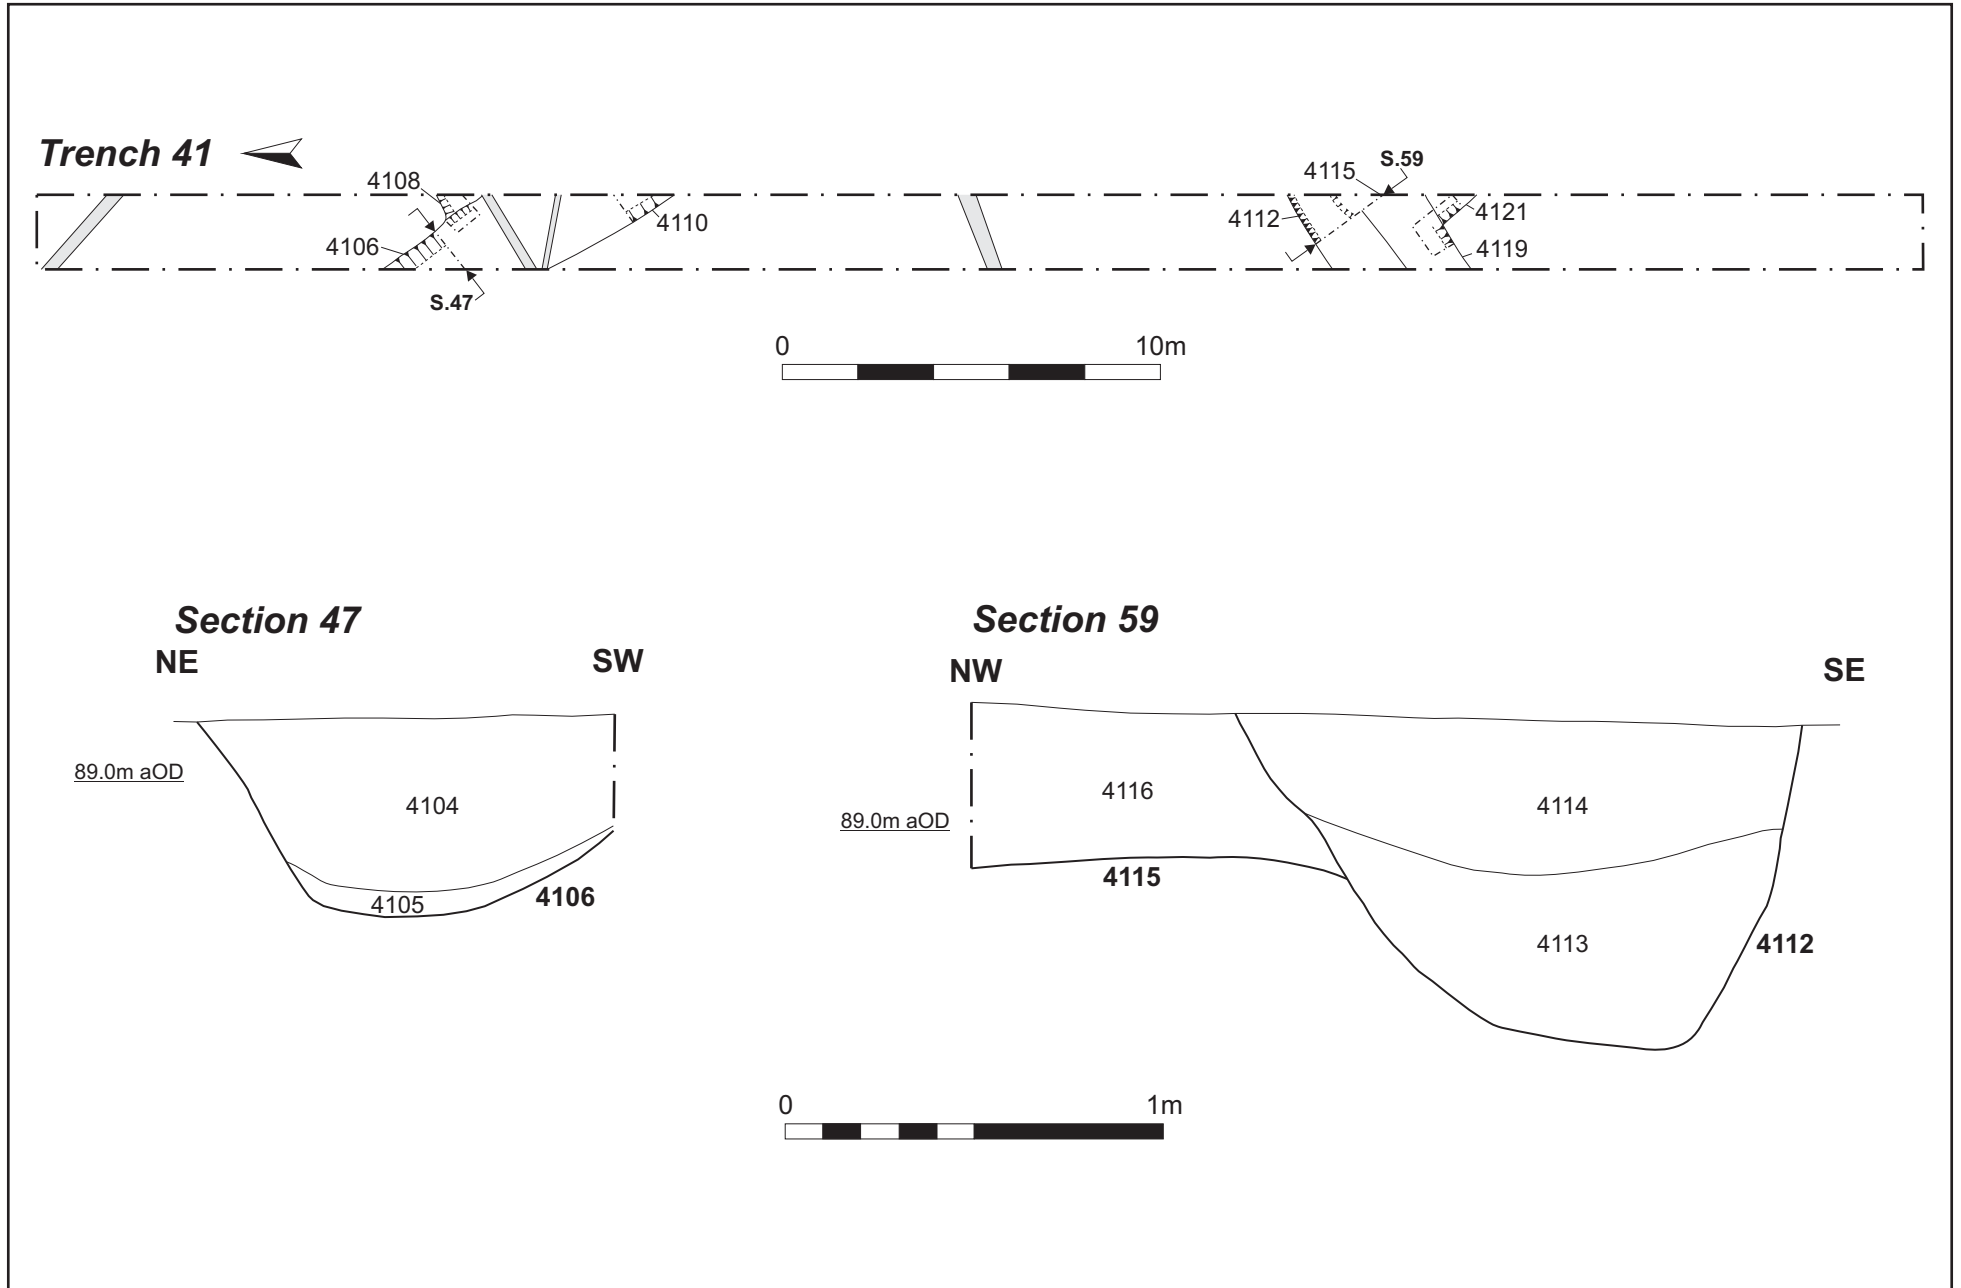 Trench 41
4108
4115
S.59
4106
4110
4112
4121
4119
S.47
0 10m
Section 47
Section 59
NE SW
NW SE
89.0m aOD
4104
4105
4106
89.0m aOD
4116
4114
4115
4113
4112
0 1m